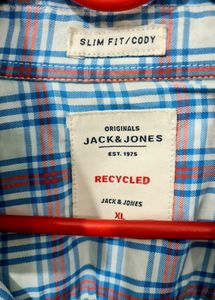 SLIM FIT/CODY
ORIGINALS
JACK&JONES
EST. 1975
RECYCLED
JACK & JONES
XL